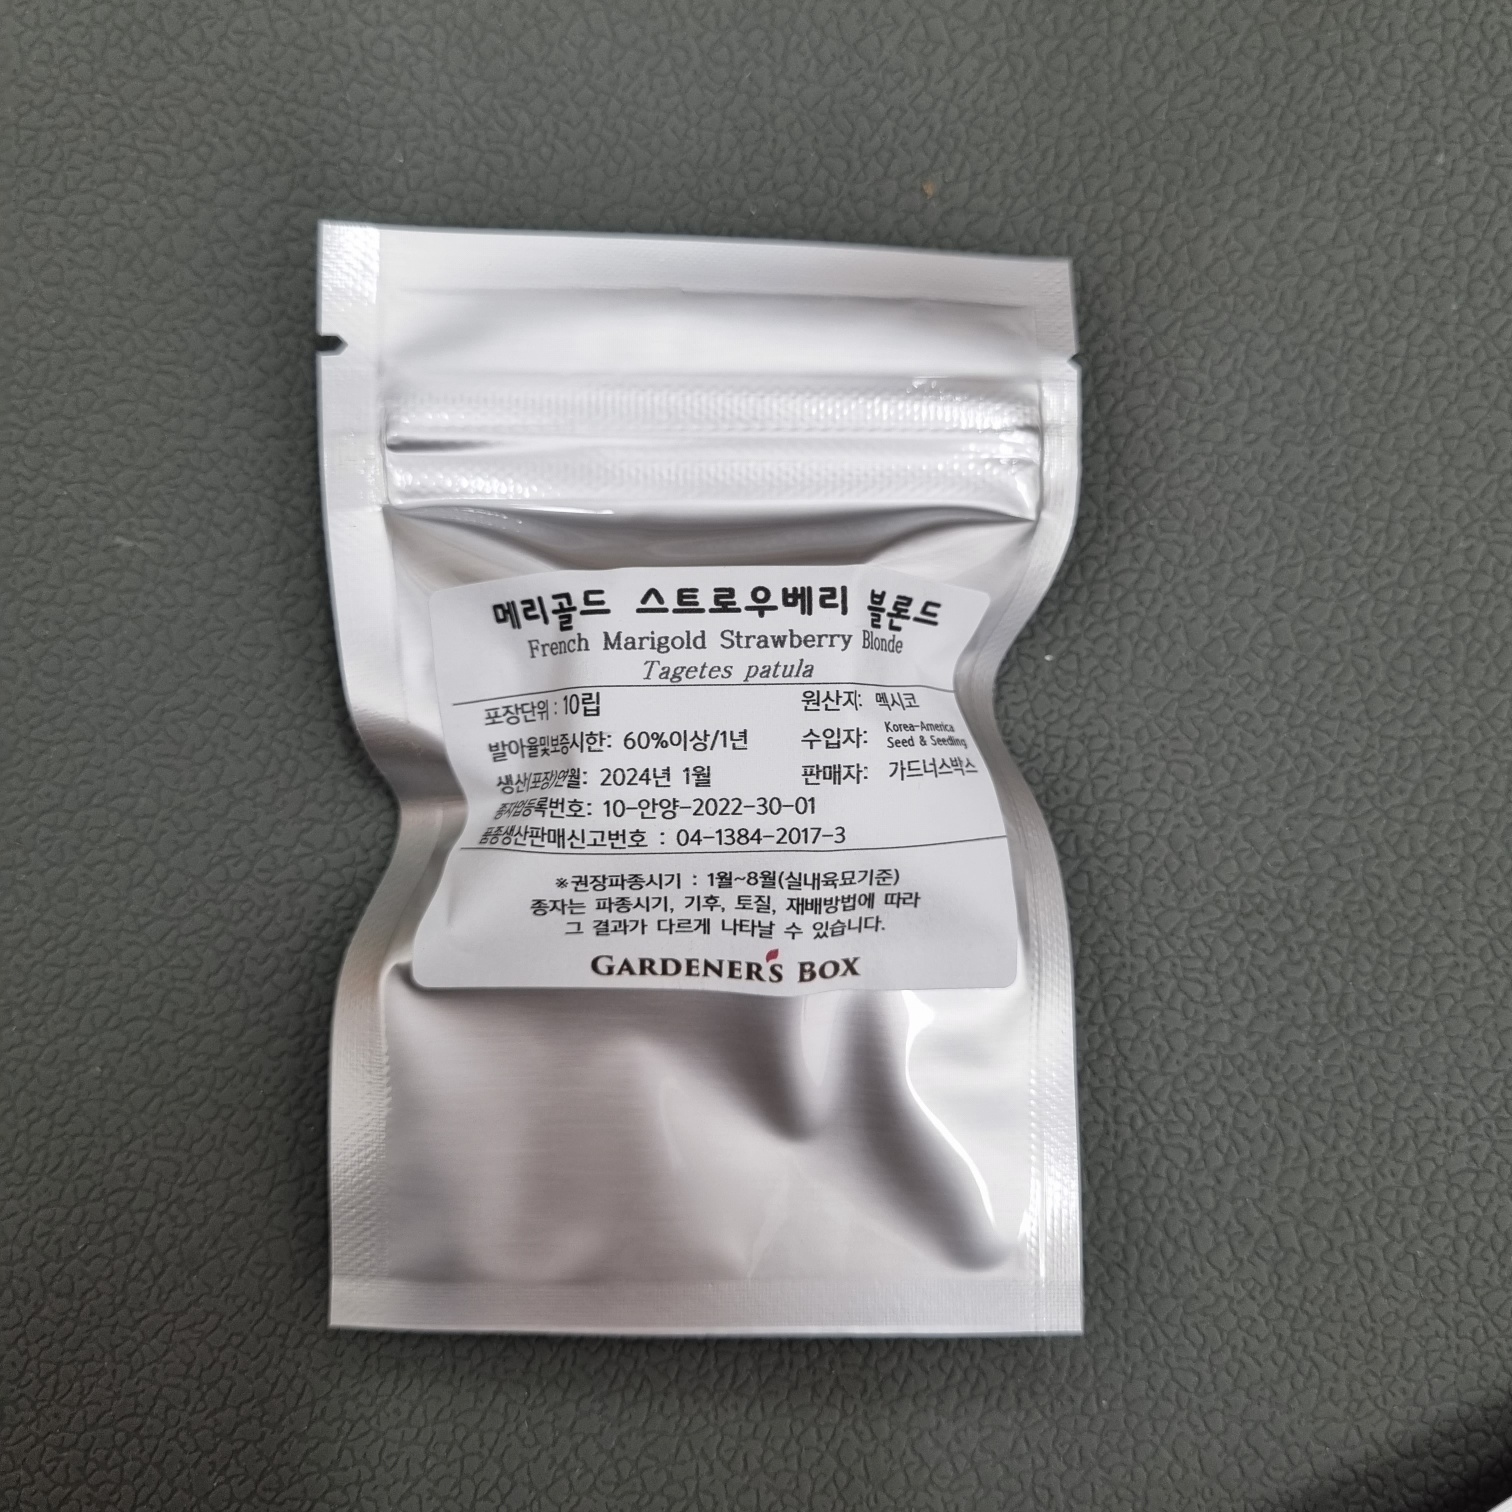 메리골드 스트로우베리 블론드
French Marigold Strawberry Blonde
Tagetes patula
포장단위 : 10립 원산지: 멕시코
발아율및보증시한: 60%이상/1년 수입자: Korea-America Seed & Seedling
생산(포장)연월: 2024년 1월 판매자: 가드너스박스
종자업등록번호: 10-안양-2022-30-01
품종생산판매신고번호 : 04-1384-2017-3
※권장파종시기 : 1월~8월(실내육묘기준)
종자는 파종시기, 기후, 토질, 재배방법에 따라
그 결과가 다르게 나타날 수 있습니다.
GARDENER'S BOX